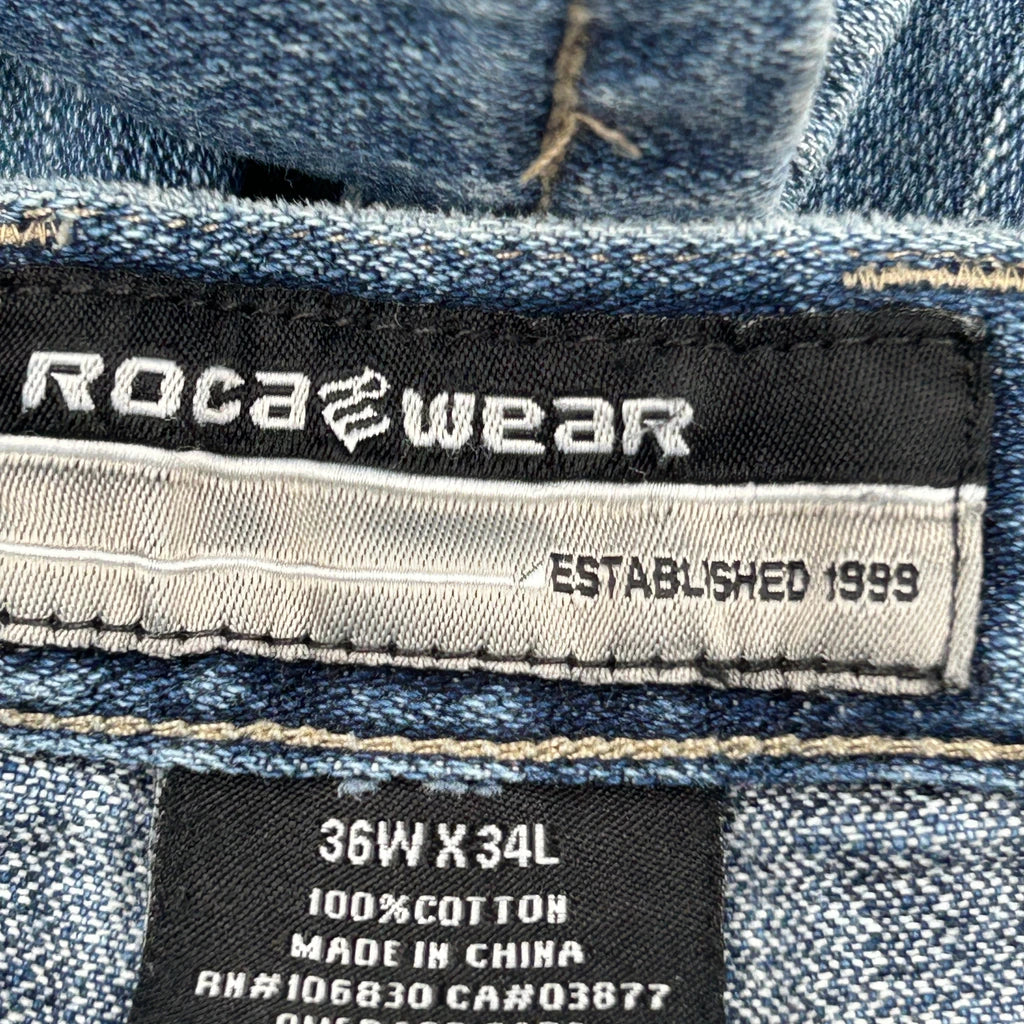 ROCAWEAR
ESTABLISHED 1999
36W X 34L
100% COTTON
MADE IN CHINA
RN#106830 CA#03877